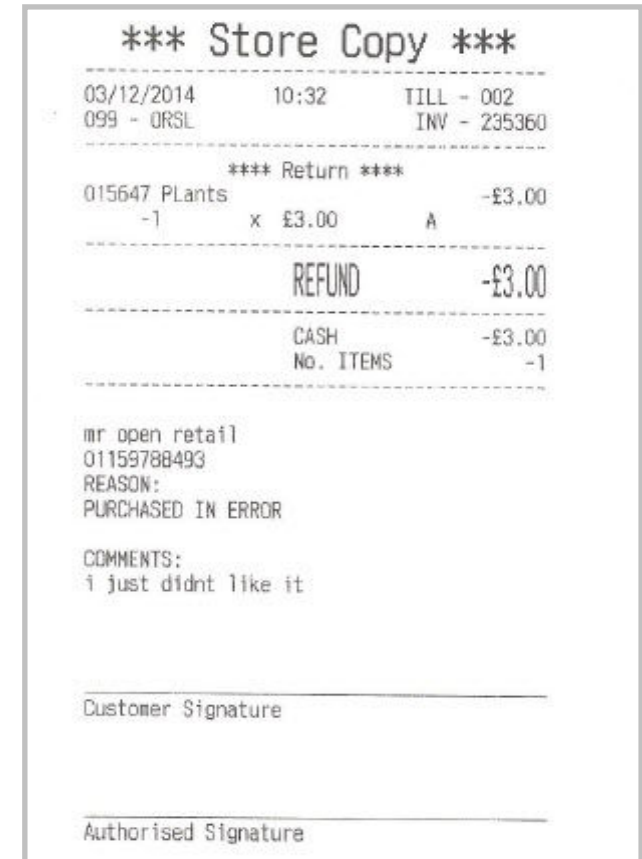 *** Store Copy ***
03/12/2014 10:32 TILL - 002
099 - ORSL INV - 235360
**** Return ****
015647 PLants -£3.00
-1 x £3.00 A
REFUND -£3.00
CASH -£3.00
No. ITEMS -1
mr open retail
01159788493
REASON:
PURCHASED IN ERROR
COMMENTS:
i just didnt like it
Customer Signature
Authorised Signature